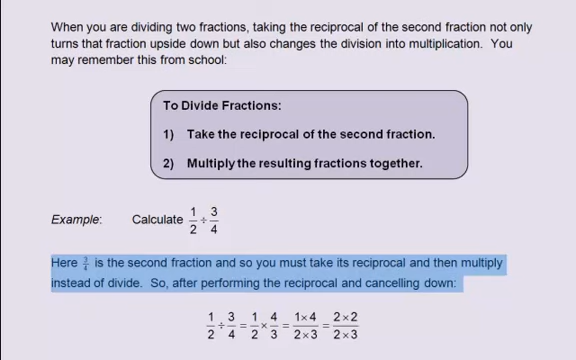 When you are dividing two fractions, taking the reciprocal of the second fraction not only
turns that fraction upside down but also changes the division into multiplication. You
may remember this from school:
To Divide Fractions:
1) Take the reciprocal of the second fraction.
2) Multiply the resulting fractions together.
Example: Calculate 1/2 ÷ 3/4
Here 3/4 is the second fraction and so you must take its reciprocal and then multiply
instead of divide. So, after performing the reciprocal and cancelling down:
1/2 ÷ 3/4 = 1/2 × 4/3 = 1×4/2×3 = 2×2/2×3